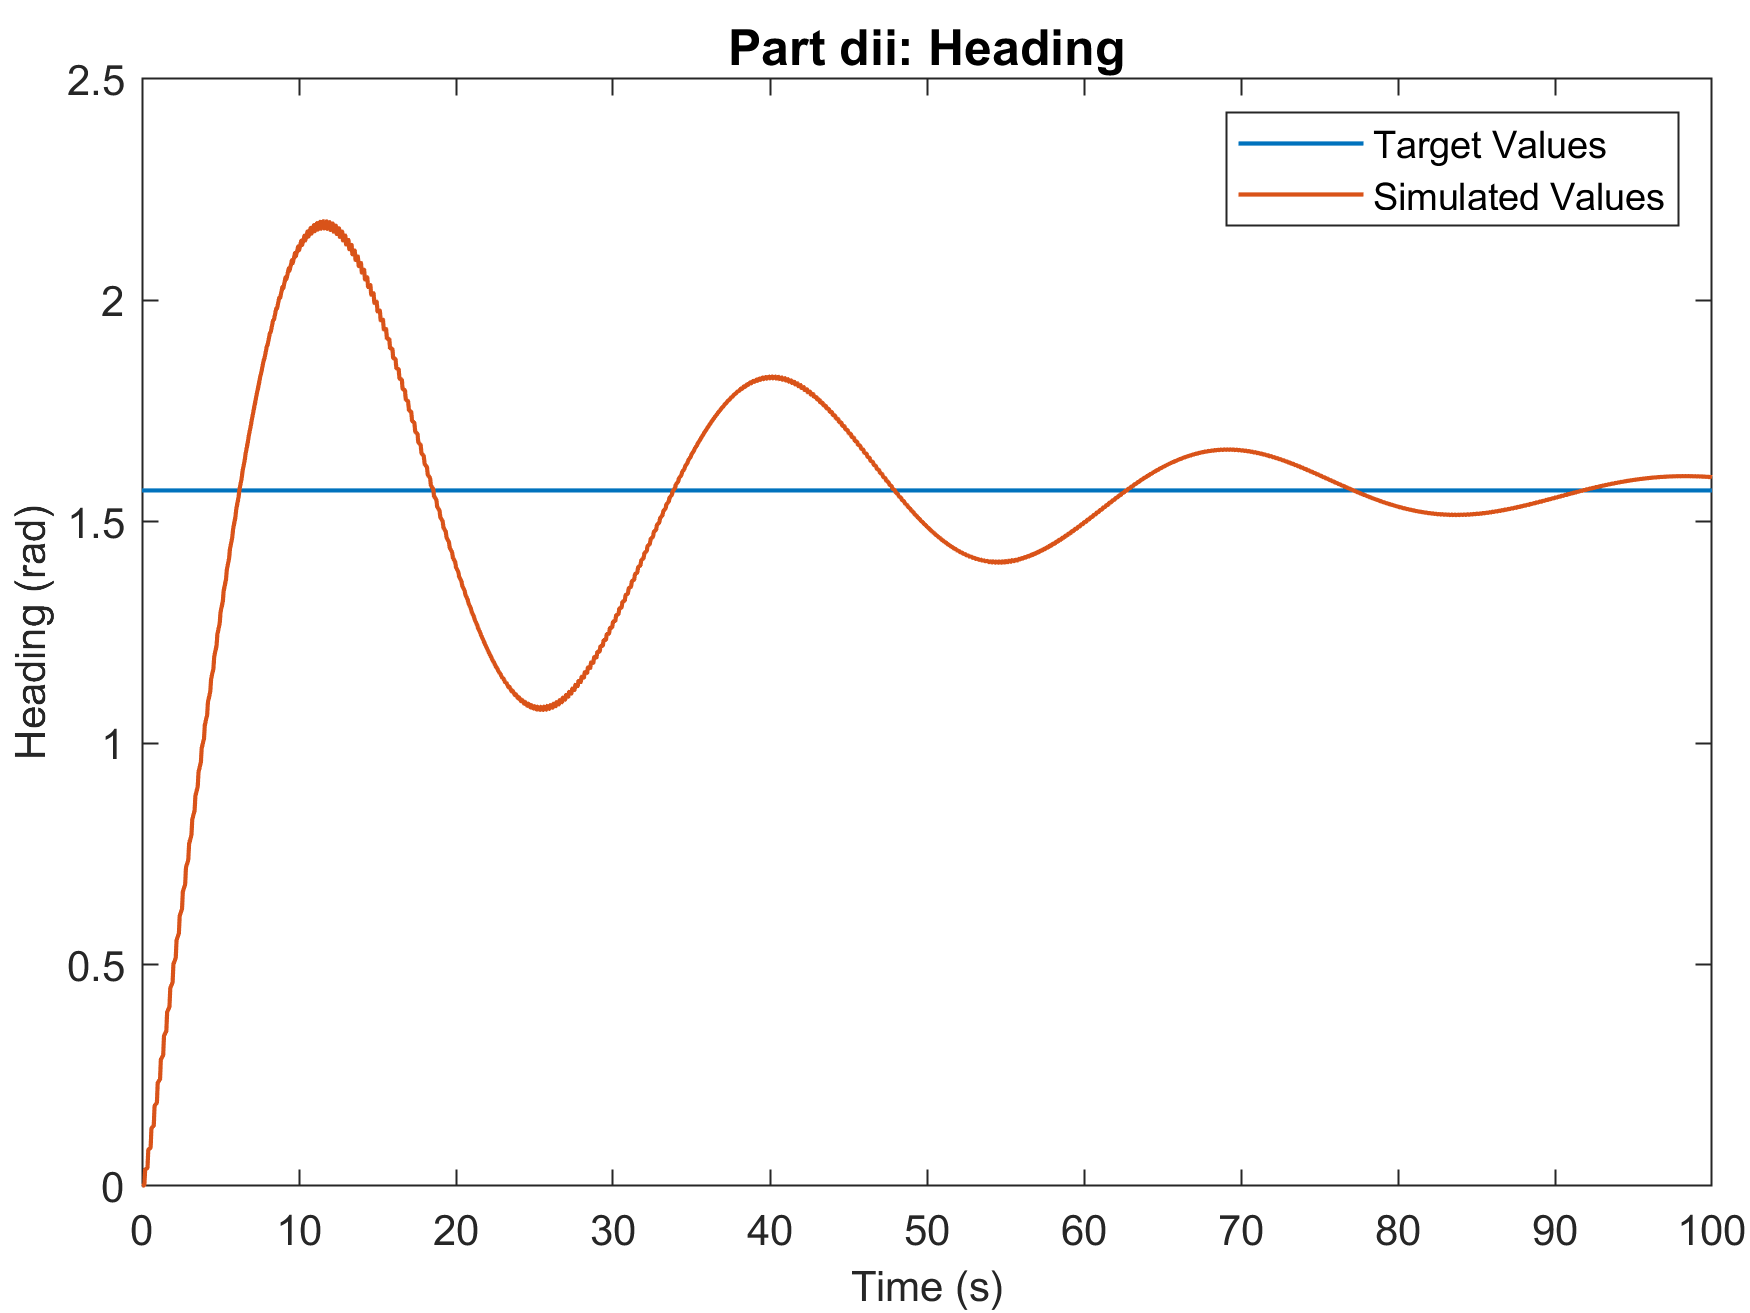 Part dii: Heading
2.5
2
1.5
1
0.5
0
Heading (rad)
Target Values
Simulated Values
0 10 20 30 40 50 60 70 80 90 100
Time (s)